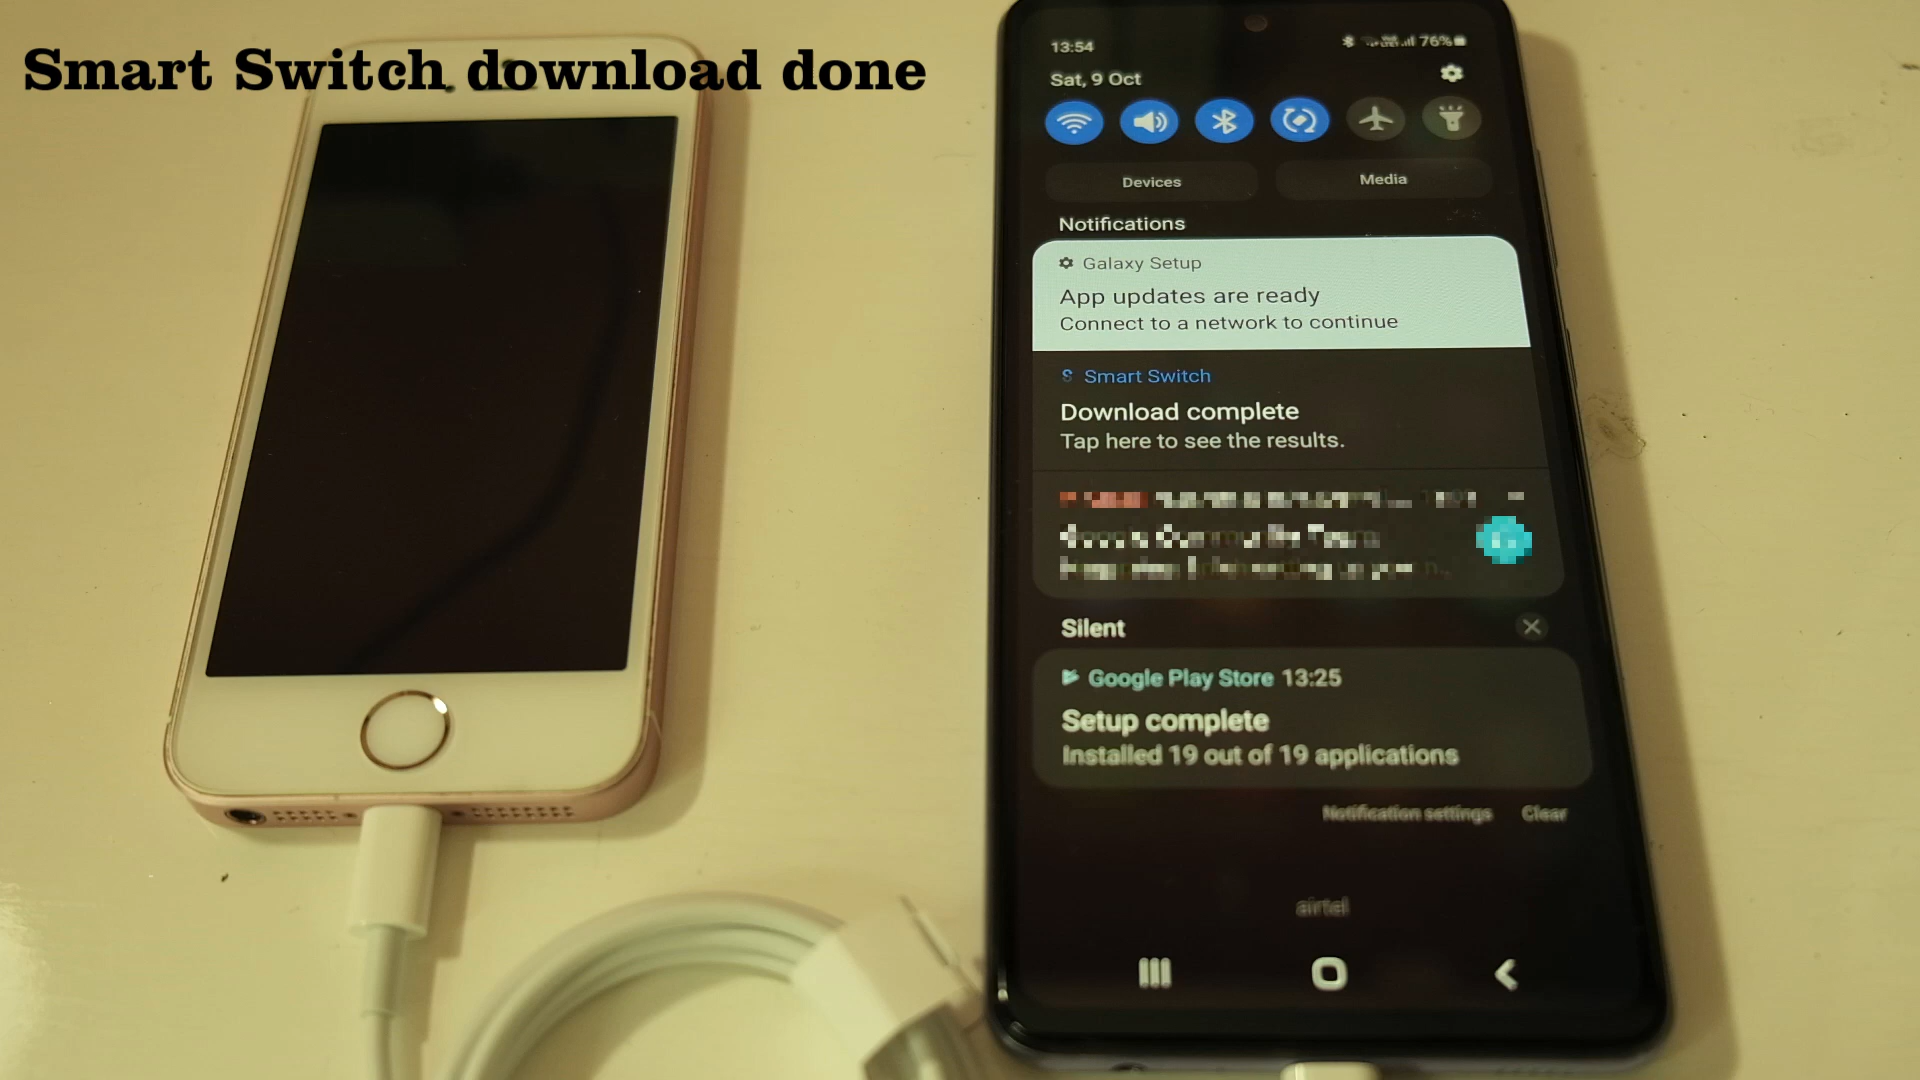 Smart Switch download done
13:54
76%
Sat, 9 Oct
Devices
Media
Notifications
Galaxy Setup
App updates are ready
Connect to a network to continue
Smart Switch
Download complete
Tap here to see the results.
Silent
Google Play Store 13:25
Setup complete
Installed 19 out of 19 applications
Notification settings
Clear
airtel